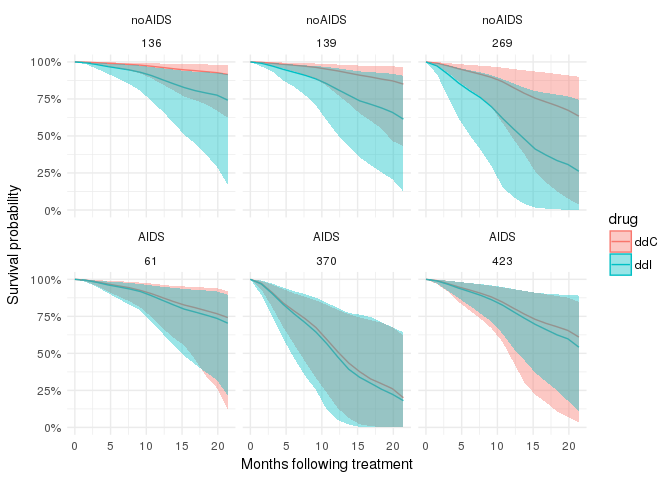 noAIDS noAIDS noAIDS
136 139 269
100%
75%
50%
25%
0%
AIDS AIDS AIDS
61 370 423
100%
75%
50%
25%
0%
0 5 10 15 20 0 5 10 15 20 0 5 10 15 20
Months following treatment
Survival probability
drug
ddC
ddI